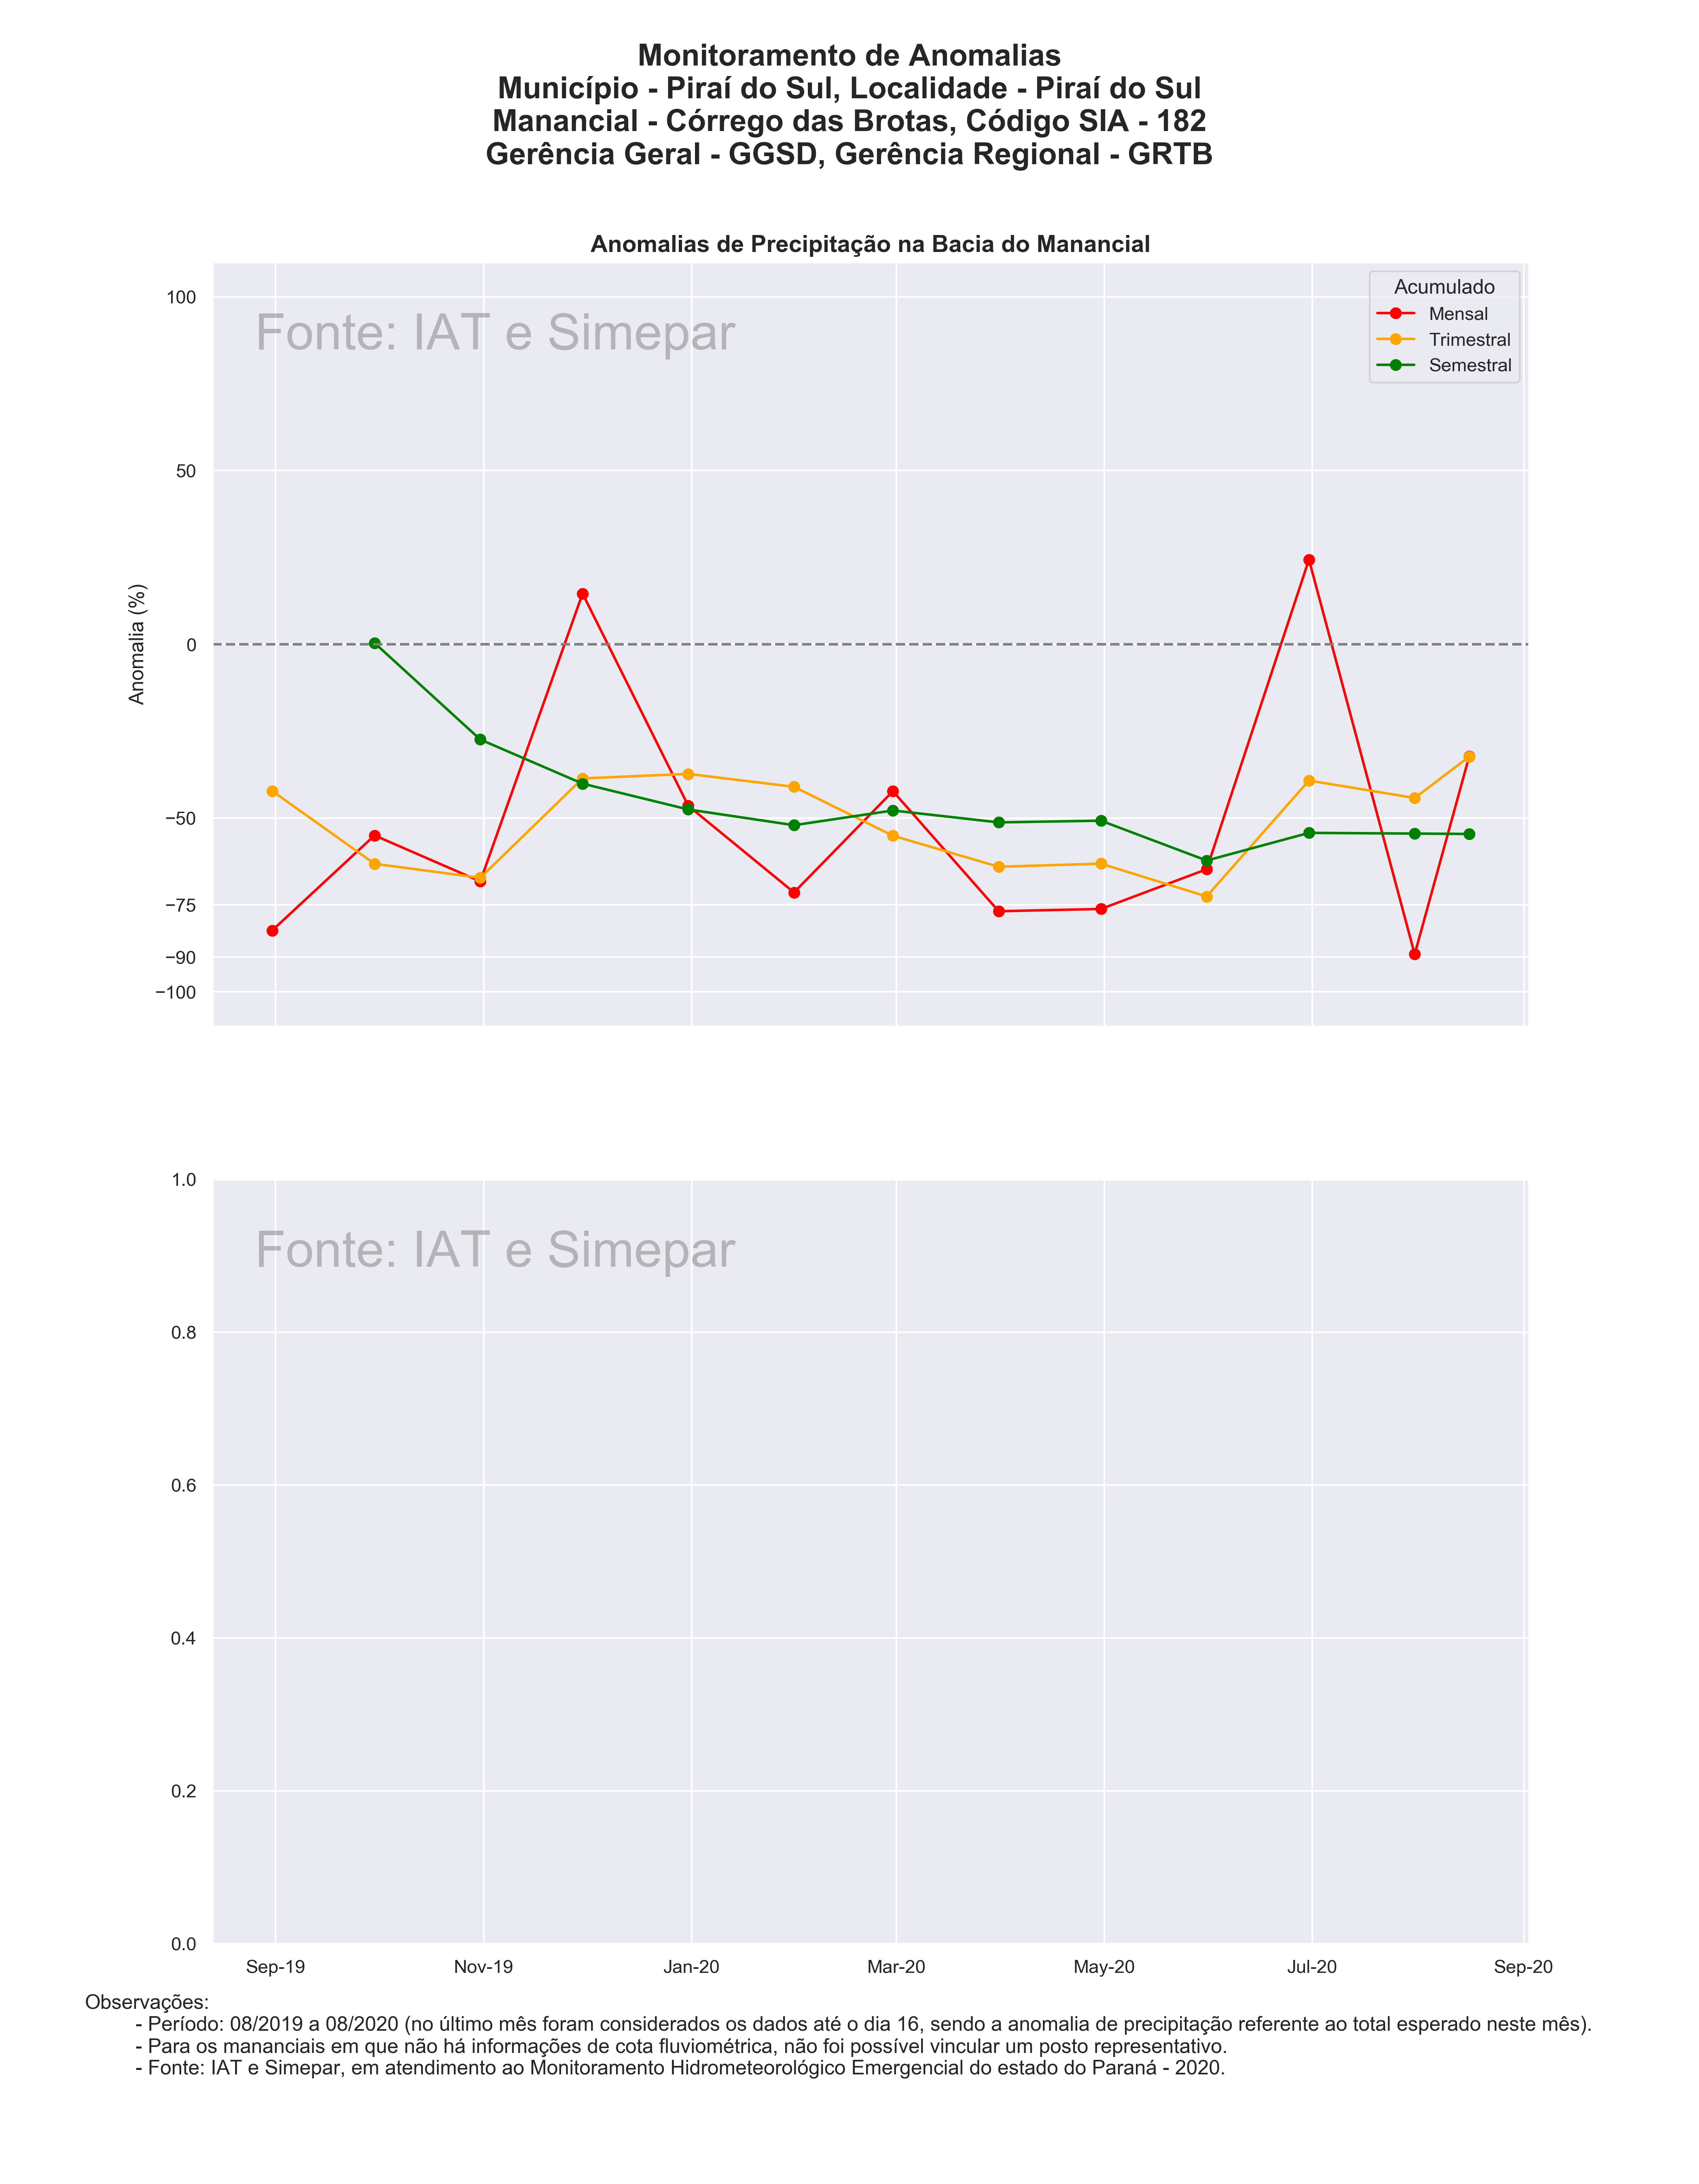 Monitoramento de Anomalias
Município - Piraí do Sul, Localidade - Piraí do Sul
Manancial - Córrego das Brotas, Código SIA - 182
Gerência Geral - GGSD, Gerência Regional - GRTB
Anomalias de Precipitação na Bacia do Manancial
Fonte: IAT e Simepar
Acumulado
Mensal
Trimestral
Semestral
Anomalia (%)
100
50
0
−50
−75
−90
−100
Fonte: IAT e Simepar
1.0
0.8
0.6
0.4
0.2
0.0
Sep-19 Nov-19 Jan-20 Mar-20 May-20 Jul-20 Sep-20
Observações:
- Período: 08/2019 a 08/2020 (no último mês foram considerados os dados até o dia 16, sendo a anomalia de precipitação referente ao total esperado neste mês).
- Para os mananciais em que não há informações de cota fluviométrica, não foi possível vincular um posto representativo.
- Fonte: IAT e Simepar, em atendimento ao Monitoramento Hidrometeorológico Emergencial do estado do Paraná - 2020.